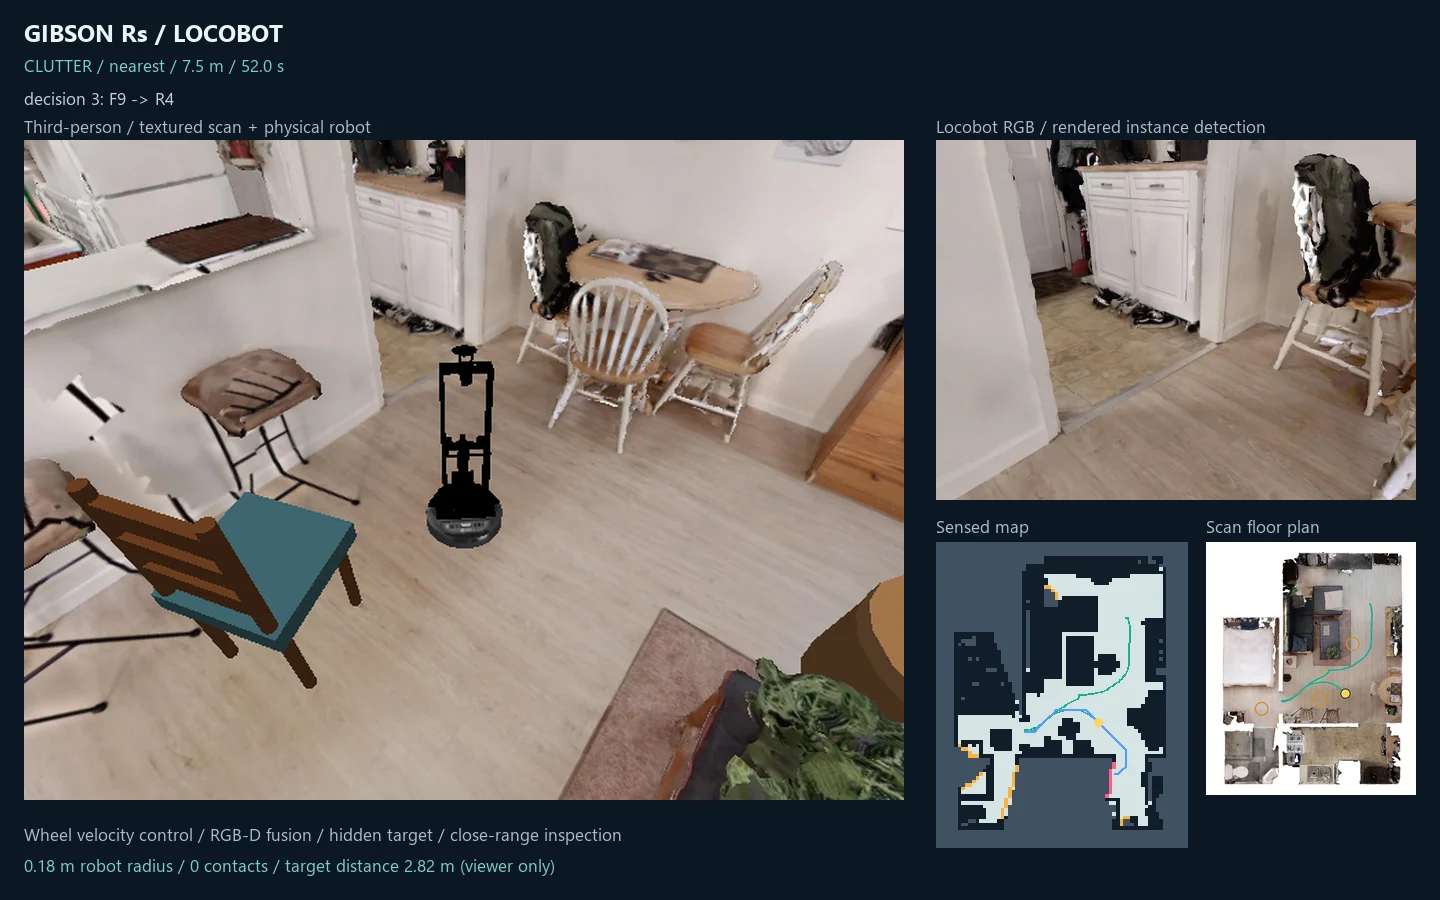 GIBSON Rs / LOCOBOT
CLUTTER / nearest / 7.5 m / 52.0 s
decision 3: F9 -> R4
Third-person / textured scan + physical robot
Locobot RGB / rendered instance detection
Sensed map
Scan floor plan
Wheel velocity control / RGB-D fusion / hidden target / close-range inspection
0.18 m robot radius / 0 contacts / target distance 2.82 m (viewer only)